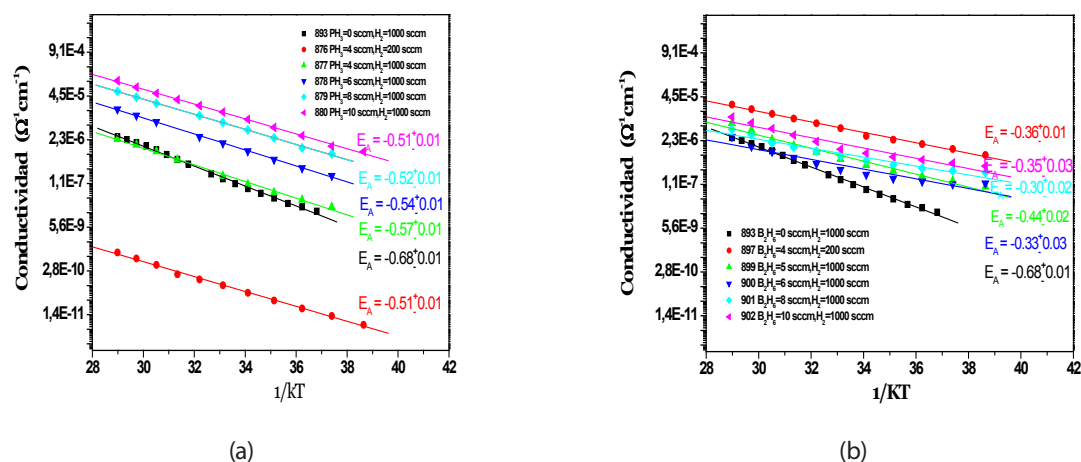 Conductividad (Ω⁻¹cm⁻¹)
9,1E-4
4,5E-5
2,3E-6
1,1E-7
5,6E-9
2,8E-10
1,4E-11
893 PH₃=0 sccm,H₂=1000 sccm
876 PH₃=4 sccm,H₂=200 sccm
877 PH₃=4 sccm,H₂=1000 sccm
878 PH₃=6 sccm,H₂=1000 sccm
879 PH₃=8 sccm,H₂=1000 sccm
880 PH₃=10 sccm,H₂=1000 sccm
E_A = -0.51±0.01
E_A = -0.52±0.01
E_A = -0.54±0.01
E_A = -0.57±0.01
E_A = -0.68±0.01
E_A = -0.51±0.01
28 30 32 34 36 38 40 42
1/kT
(a)
Conductividad (Ω⁻¹cm⁻¹)
9,1E-4
4,5E-5
2,3E-6
1,1E-7
5,6E-9
2,8E-10
1,4E-11
E_A = -0.36±0.01
E_A = -0.35±0.03
E_A = -0.30±0.02
E_A = -0.44±0.02
E_A = -0.33±0.03
E_A = -0.68±0.01
893 B₂H₆=0 sccm,H₂=1000 sccm
897 B₂H₆=4 sccm,H₂=200 sccm
899 B₂H₆=5 sccm,H₂=1000 sccm
900 B₂H₆=6 sccm,H₂=1000 sccm
901 B₂H₆=8 sccm,H₂=1000 sccm
902 B₂H₆=10 sccm,H₂=1000 sccm
28 30 32 34 36 38 40 42
1/KT
(b)